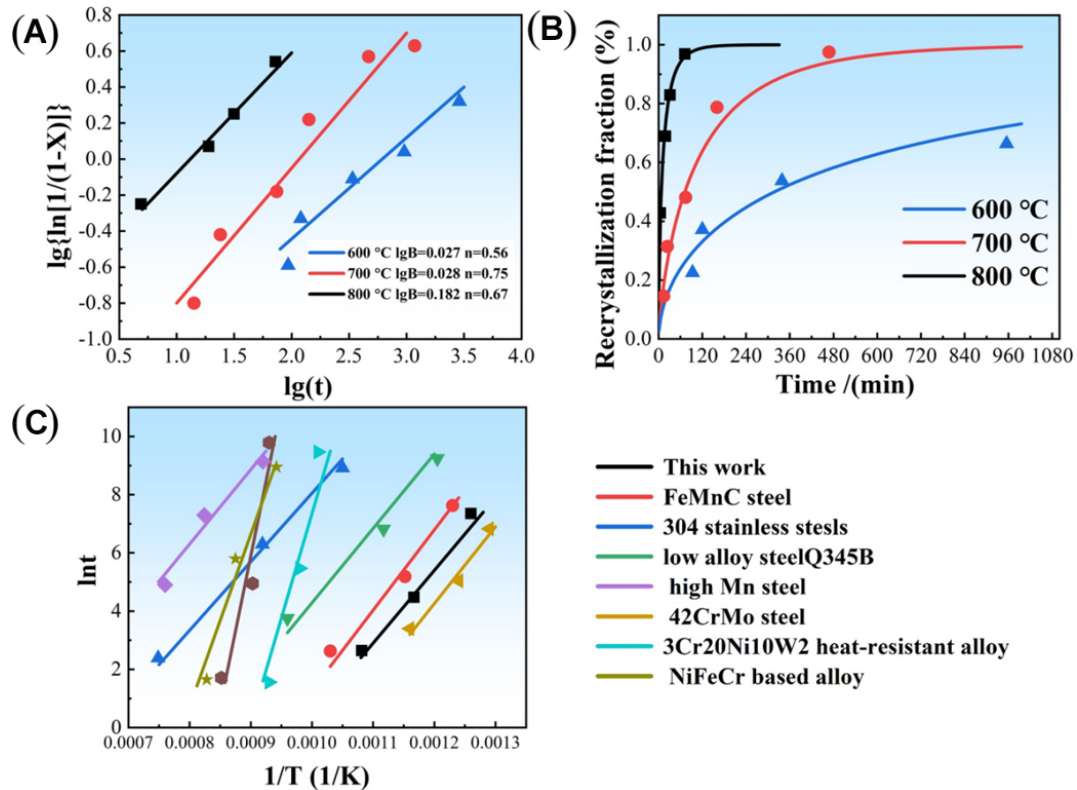 (A)
lg{ln[1/(1-X)]}
0.8
0.6
0.4
0.2
0.0
-0.2
-0.4
-0.6
-0.8
-1.0
600 °C lgB=0.027 n=0.56
700 °C lgB=0.028 n=0.75
800 °C lgB=0.182 n=0.67
0.5 1.0 1.5 2.0 2.5 3.0 3.5 4.0
lg(t)
(B)
Recrystallization fraction (%)
1.0
0.8
0.6
0.4
0.2
0.0
600 °C
700 °C
800 °C
0 120 240 360 480 600 720 840 960 1080
Time /(min)
(C)
lnt
10
8
6
4
2
0
0.0007 0.0008 0.0009 0.0010 0.0011 0.0012 0.0013
1/T (1/K)
This work
FeMnC steel
304 stainless stesls
low alloy steelQ345B
high Mn steel
42CrMo steel
3Cr20Ni10W2 heat-resistant alloy
NiFeCr based alloy